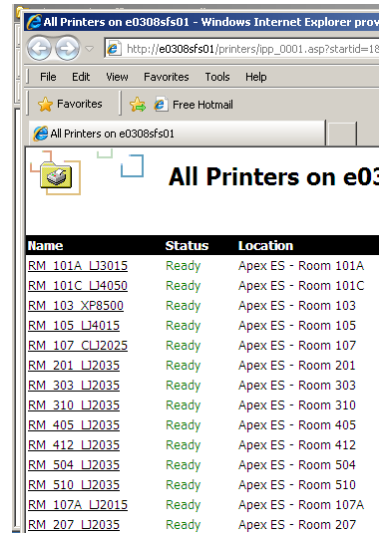 All Printers on e0308sfs01 - Windows Internet Explorer prov
http://e0308sfs01/printers/ipp_0001.asp?startid=18
File Edit View Favorites Tools Help
Favorites Free Hotmail
All Printers on e0308sfs01
All Printers on e03
Name Status Location
RM_101A_LJ3015 Ready Apex ES - Room 101A
RM_101C_LJ4050 Ready Apex ES - Room 101C
RM_103_XP8500 Ready Apex ES - Room 103
RM_105_LJ4015 Ready Apex ES - Room 105
RM_107_CLJ2025 Ready Apex ES - Room 107
RM_201_LJ2035 Ready Apex ES - Room 201
RM_303_LJ2035 Ready Apex ES - Room 303
RM_310_LJ2035 Ready Apex ES - Room 310
RM_405_LJ2035 Ready Apex ES - Room 405
RM_412_LJ2035 Ready Apex ES - Room 412
RM_504_LJ2035 Ready Apex ES - Room 504
RM_510_LJ2035 Ready Apex ES - Room 510
RM_107A_LJ2015 Ready Apex ES - Room 107A
RM_207_LJ2035 Ready Apex ES - Room 207